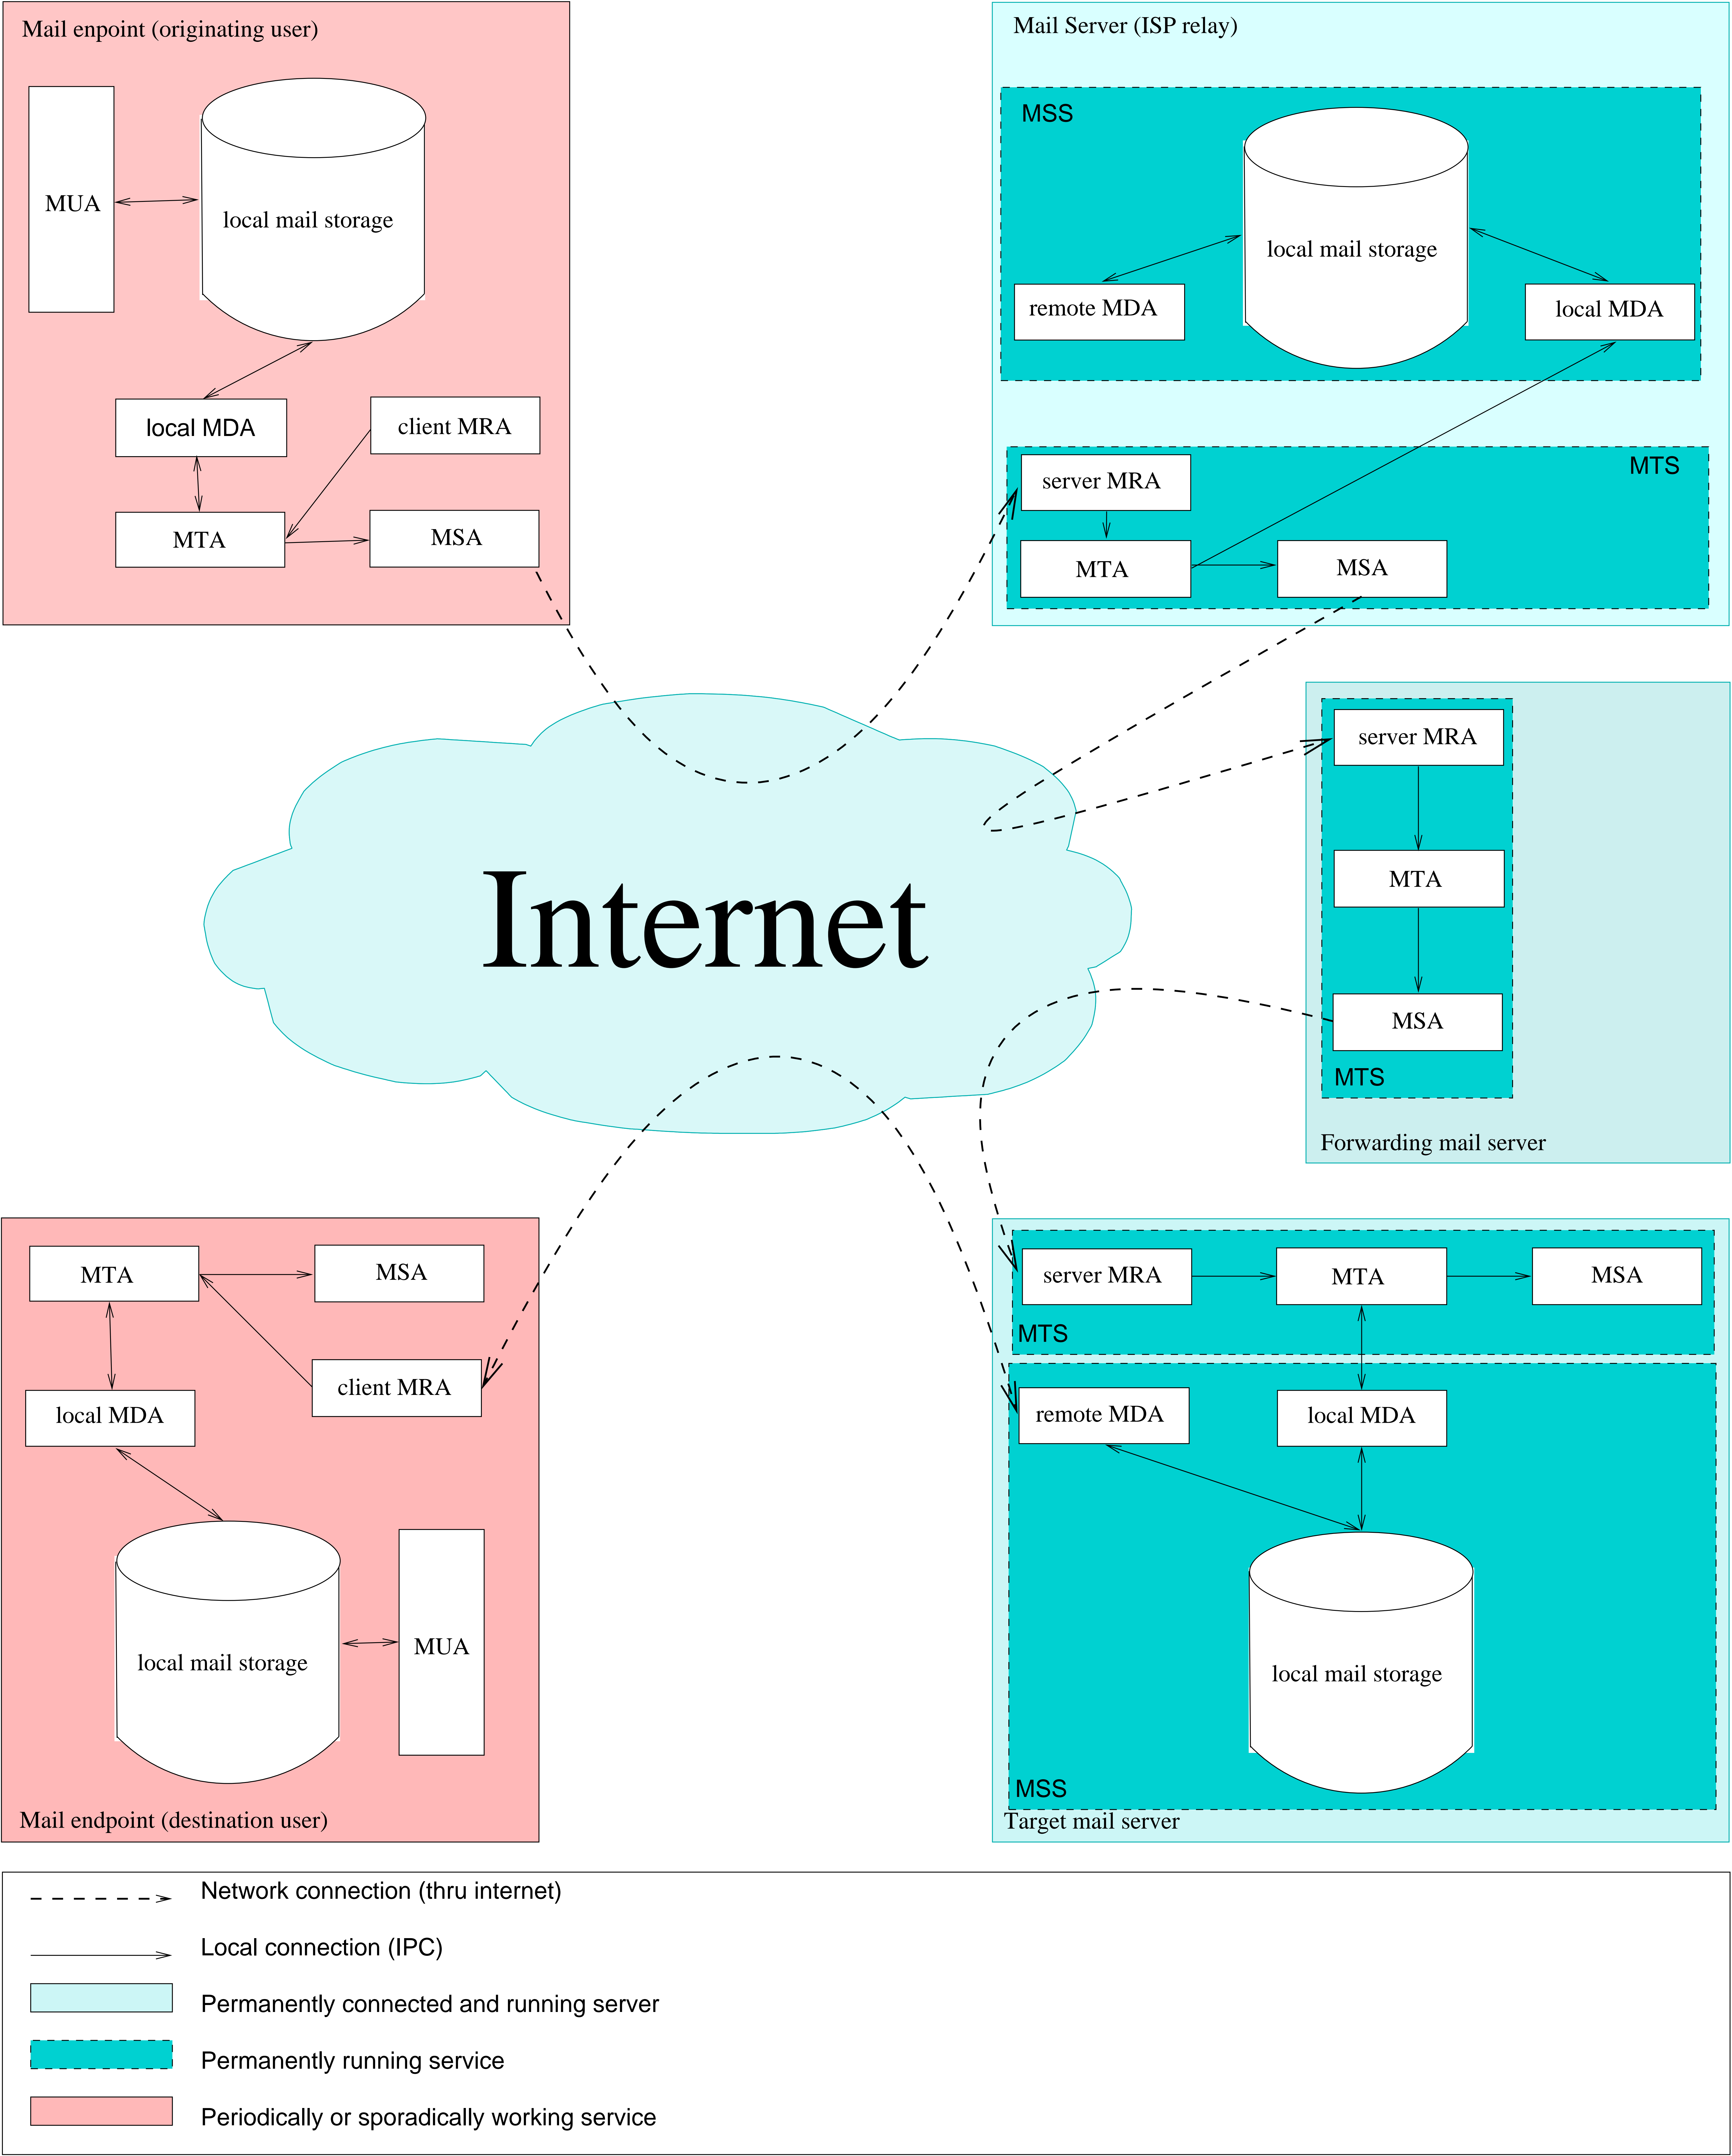 Mail enpoint (originating user)
MUA
local mail storage
local MDA
client MRA
MTA
MSA
Mail Server (ISP relay)
MSS
local mail storage
remote MDA
local MDA
MTS
server MRA
MTA
MSA
Internet
server MRA
MTA
MSA
MTS
Forwarding mail server
MTA
MSA
client MRA
local MDA
local mail storage
MUA
Mail endpoint (destination user)
server MRA
MTA
MSA
MTS
remote MDA
local MDA
local mail storage
MSS
Target mail server
Network connection (thru internet)
Local connection (IPC)
Permanently connected and running server
Permanently running service
Periodically or sporadically working service